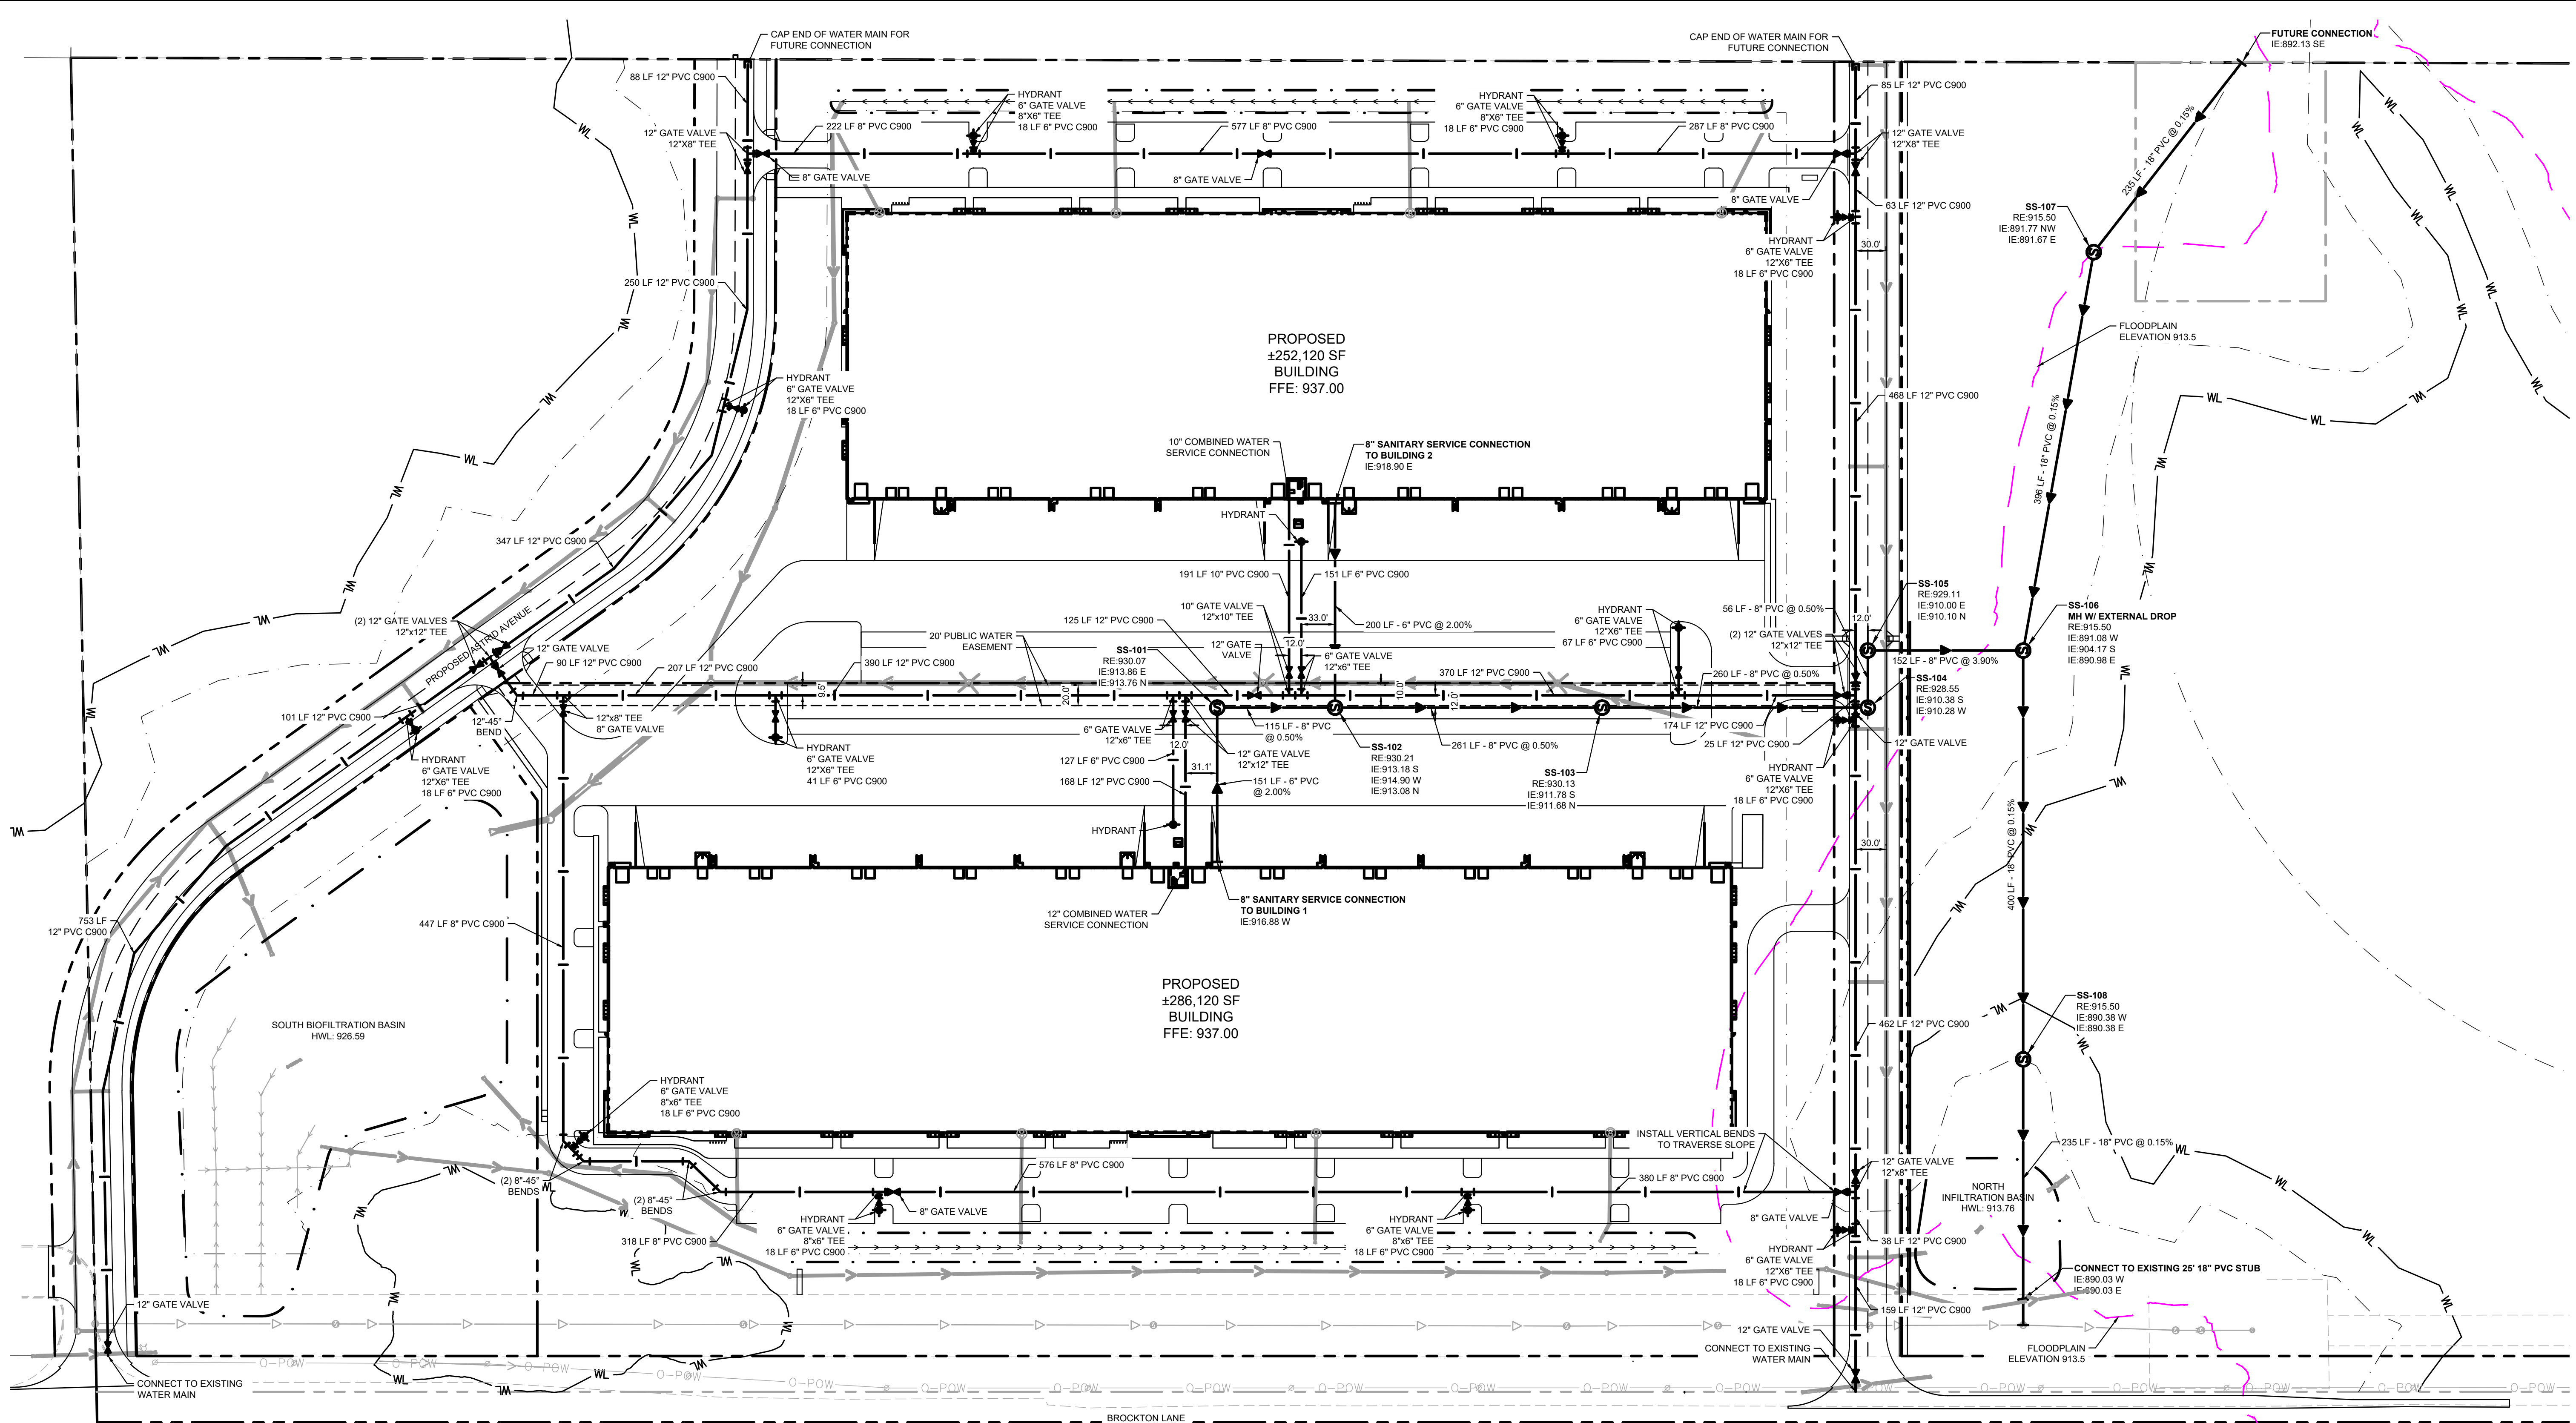 CAP END OF WATER MAIN FOR
FUTURE CONNECTION
88 LF 12" PVC C900
12" GATE VALVE
12"X8" TEE
222 LF 8" PVC C900
8" GATE VALVE
HYDRANT
6" GATE VALVE
8"X6" TEE
18 LF 6" PVC C900
577 LF 8" PVC C900
8" GATE VALVE
HYDRANT
6" GATE VALVE
8"X6" TEE
18 LF 6" PVC C900
287 LF 8" PVC C900
8" GATE VALVE
CAP END OF WATER MAIN FOR
FUTURE CONNECTION
85 LF 12" PVC C900
12" GATE VALVE
12"X8" TEE
63 LF 12" PVC C900
HYDRANT
6" GATE VALVE
12"X6" TEE
18 LF 6" PVC C900
30.0'
FUTURE CONNECTION
IE:892.13 SE
235 LF - 18" PVC @ 0.15%
SS-107
RE:915.50
IE:891.77 NW
IE:891.67 E
FLOODPLAIN
ELEVATION 913.5
396 LF - 18" PVC @ 0.15%
468 LF 12" PVC C900
250 LF 12" PVC C900
HYDRANT
6" GATE VALVE
12"X6" TEE
18 LF 6" PVC C900
PROPOSED
±252,120 SF
BUILDING
FFE: 937.00
10" COMBINED WATER
SERVICE CONNECTION
8" SANITARY SERVICE CONNECTION
TO BUILDING 2
IE:918.90 E
HYDRANT
347 LF 12" PVC C900
191 LF 10" PVC C900
151 LF 6" PVC C900
10" GATE VALVE
12"x10" TEE
33.0'
200 LF - 6" PVC @ 2.00%
HYDRANT
6" GATE VALVE
12"X6" TEE
67 LF 6" PVC C900
56 LF - 8" PVC @ 0.50%
(2) 12" GATE VALVES
12"x12" TEE
12.0'
SS-105
RE:929.11
IE:910.00 E
IE:910.10 N
SS-106
MH W/ EXTERNAL DROP
RE:915.50
IE:891.08 W
IE:904.17 S
IE:890.98 E
152 LF - 8" PVC @ 3.90%
(2) 12" GATE VALVES
12"x12" TEE
PROPOSED ASTRID AVENUE
12" GATE VALVE
90 LF 12" PVC C900
207 LF 12" PVC C900
20' PUBLIC WATER
EASEMENT
390 LF 12" PVC C900
125 LF 12" PVC C900
SS-101
RE:930.07
IE:913.86 E
IE:913.76 N
12" GATE
VALVE
12.0'
6" GATE VALVE
12"x6" TEE
370 LF 12" PVC C900
260 LF - 8" PVC @ 0.50%
SS-104
RE:928.55
IE:910.38 S
IE:910.28 W
9.5'
20.0'
10.0'
12.0'
101 LF 12" PVC C900
12"-45°
BEND
12"x8" TEE
8" GATE VALVE
HYDRANT
6" GATE VALVE
12"X6" TEE
18 LF 6" PVC C900
HYDRANT
6" GATE VALVE
12"X6" TEE
41 LF 6" PVC C900
6" GATE VALVE
12"x6" TEE
12.0'
127 LF 6" PVC C900
168 LF 12" PVC C900
31.1'
12" GATE VALVE
12"x12" TEE
115 LF - 8" PVC
@ 0.50%
151 LF - 6" PVC
@ 2.00%
SS-102
RE:930.21
IE:913.18 S
IE:914.90 W
IE:913.08 N
261 LF - 8" PVC @ 0.50%
SS-103
RE:930.13
IE:911.78 S
IE:911.68 N
174 LF 12" PVC C900
25 LF 12" PVC C900
12" GATE VALVE
HYDRANT
6" GATE VALVE
12"X6" TEE
18 LF 6" PVC C900
HYDRANT
30.0'
400 LF - 18" PVC @ 0.15%
753 LF
12" PVC C900
447 LF 8" PVC C900
12" COMBINED WATER
SERVICE CONNECTION
8" SANITARY SERVICE CONNECTION
TO BUILDING 1
IE:916.88 W
PROPOSED
±286,120 SF
BUILDING
FFE: 937.00
462 LF 12" PVC C900
SS-108
RE:915.50
IE:890.38 W
IE:890.38 E
SOUTH BIOFILTRATION BASIN
HWL: 926.59
HYDRANT
6" GATE VALVE
8"x6" TEE
18 LF 6" PVC C900
INSTALL VERTICAL BENDS
TO TRAVERSE SLOPE
(2) 8"-45°
BENDS
(2) 8"-45°
BENDS
576 LF 8" PVC C900
8" GATE VALVE
318 LF 8" PVC C900
HYDRANT
6" GATE VALVE
8"x6" TEE
18 LF 6" PVC C900
HYDRANT
6" GATE VALVE
8"x6" TEE
18 LF 6" PVC C900
380 LF 8" PVC C900
8" GATE VALVE
12" GATE VALVE
12"x8" TEE
NORTH
INFILTRATION BASIN
HWL: 913.76
235 LF - 18" PVC @ 0.15%
38 LF 12" PVC C900
HYDRANT
6" GATE VALVE
12"X6" TEE
18 LF 6" PVC C900
CONNECT TO EXISTING 25' 18" PVC STUB
IE:890.03 W
IE:890.03 E
159 LF 12" PVC C900
12" GATE VALVE
CONNECT TO EXISTING
WATER MAIN
FLOODPLAIN
ELEVATION 913.5
12" GATE VALVE
CONNECT TO EXISTING
WATER MAIN
BROCKTON LANE